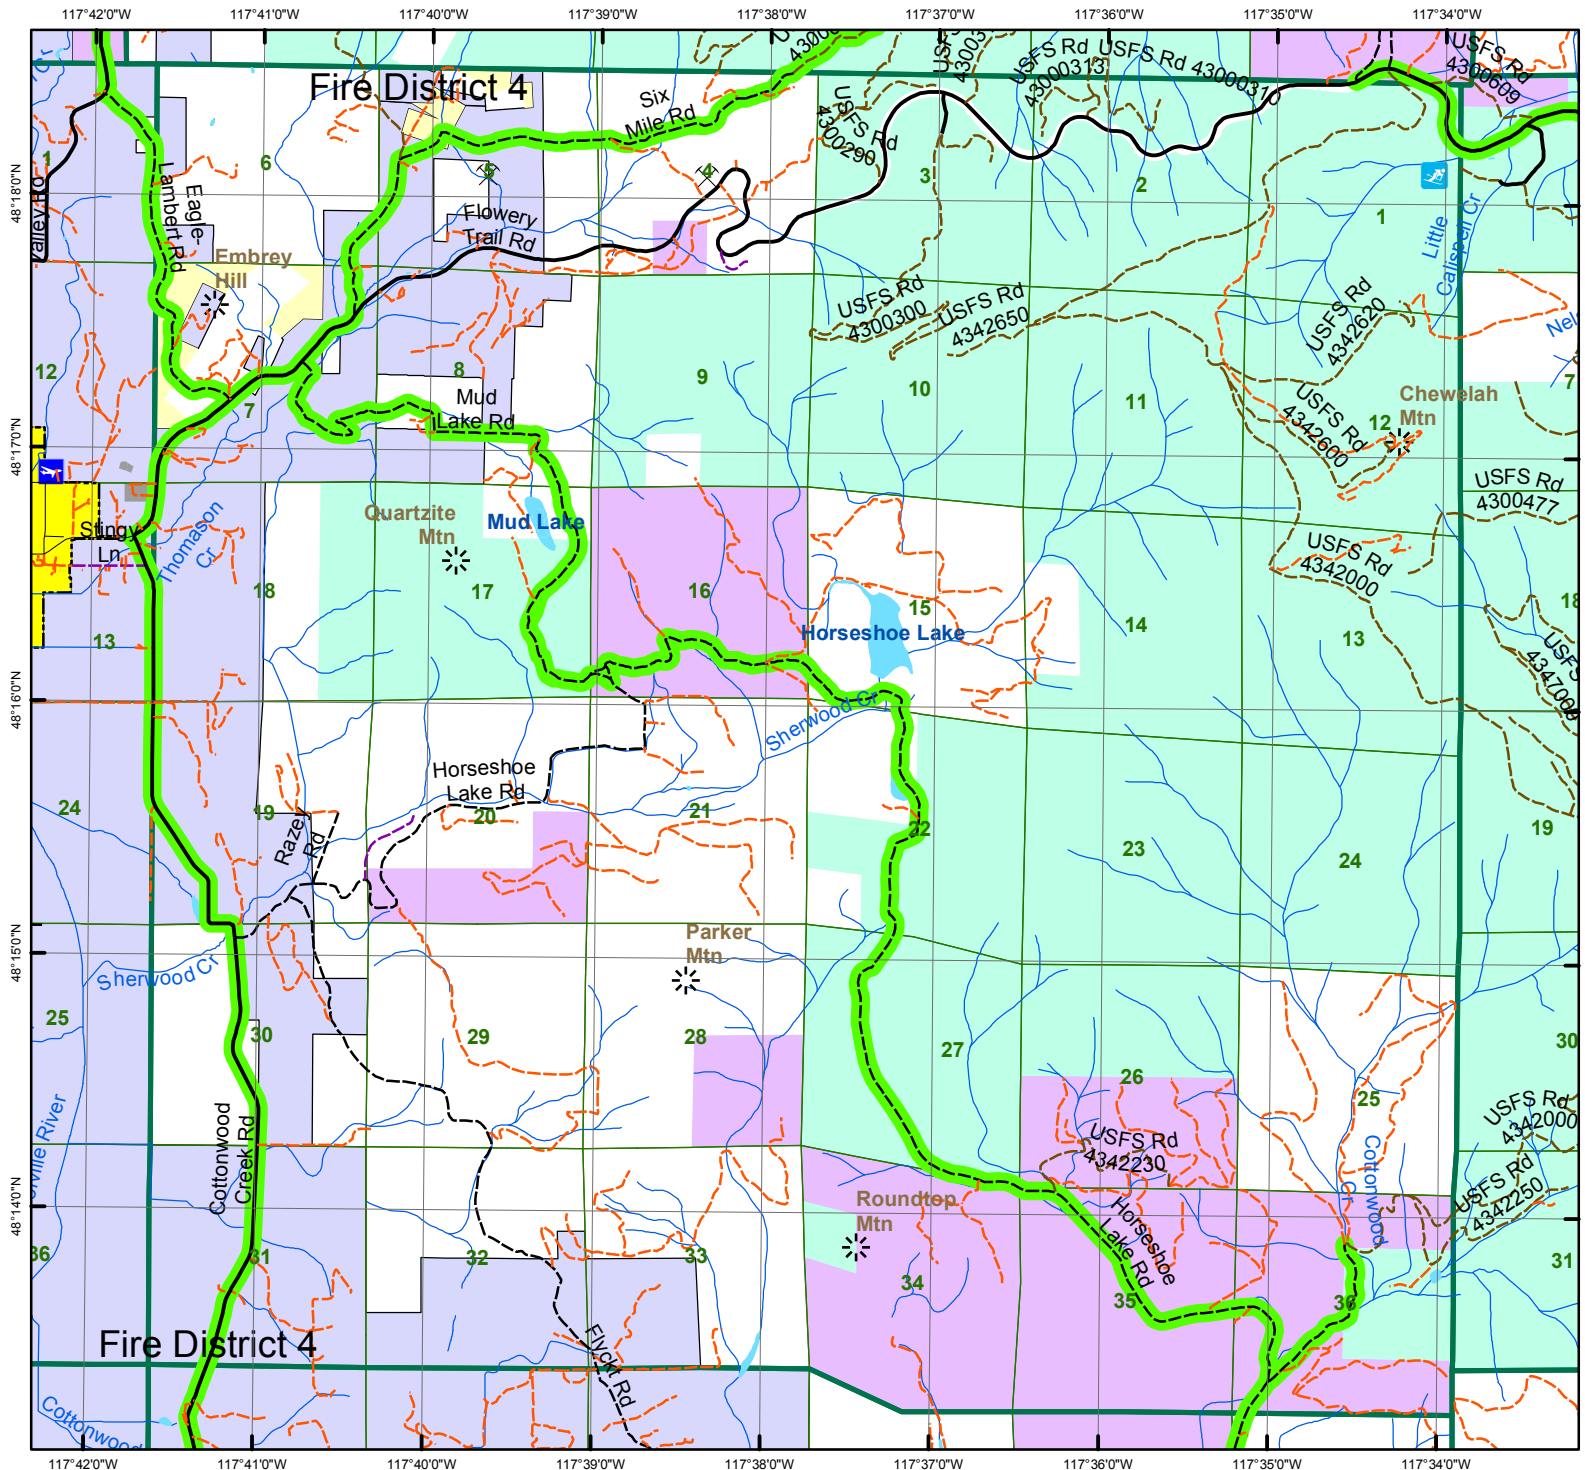 117°42'0"W 117°41'0"W 117°40'0"W 117°39'0"W 117°38'0"W 117°37'0"W 117°36'0"W 117°35'0"W 117°34'0"W
Fire District 4
Six
Mile Rd
USFS Rd
4300290
USFS Rd
43000313
USFS Rd 43000310
USFS Rd
4300609
1
6
5
4
3
2
1
48°18'0"N
Valley Rd
Lambert Rd
Eagle-
Flowery
Trail Rd
Little
Calispell Cr
Embrey
Hill
USFS Rd
4300300
USFS Rd
4342650
USFS Rd
4342620
12
7
8
9
10
11
12
7
Mud
Lake Rd
Chewelah
Mtn
USFS Rd
4342600
48°17'0"N
USFS Rd
4300477
Stingy
Ln
Thomason
Cr
Quartzite
Mtn
Mud Lake
USFS Rd
4342000
13
18
17
16
15
14
13
18
Horseshoe Lake
USFS
4347000
48°16'0"N
Sherwood Cr
Horseshoe
Lake Rd
Razey
Rd
24
19
20
21
22
23
24
19
Parker
Mtn
48°15'0"N
Sherwood Cr
25
30
29
28
27
26
25
30
Cottonwood
Creek Rd
USFS Rd
4342230
USFS Rd
4342000
Cottonwood
Cr
USFS Rd
4342250
48°14'0"N
Roundtop
Mtn
Horseshoe
Lake Rd
36
31
32
33
34
35
36
31
Fire District 4
Flyckt Rd
Cottonwood
117°42'0"W 117°41'0"W 117°40'0"W 117°39'0"W 117°38'0"W 117°37'0"W 117°36'0"W 117°35'0"W 117°34'0"W